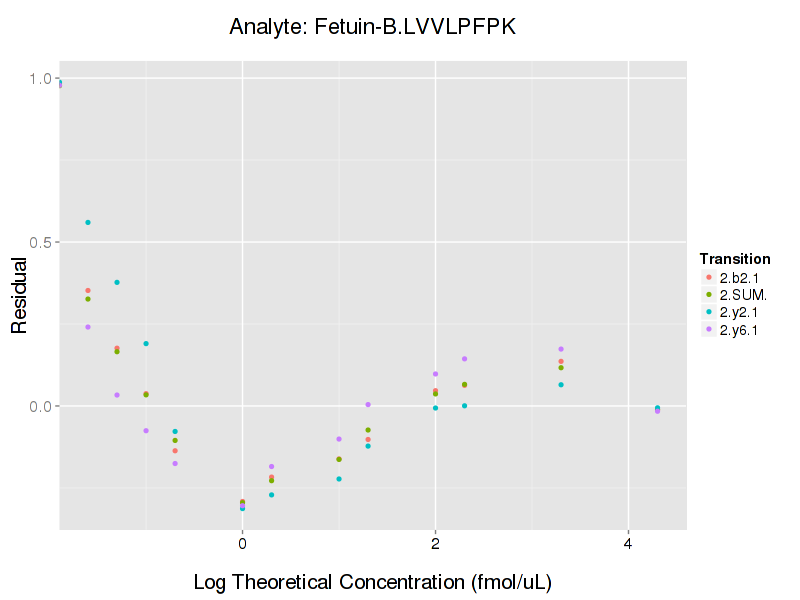 Analyte: Fetuin-B.LVVLPFPK
1.0
0.5
0.0
Residual
0
2
4
Log Theoretical Concentration (fmol/uL)
Transition
2.b2.1
2.SUM.
2.y2.1
2.y6.1